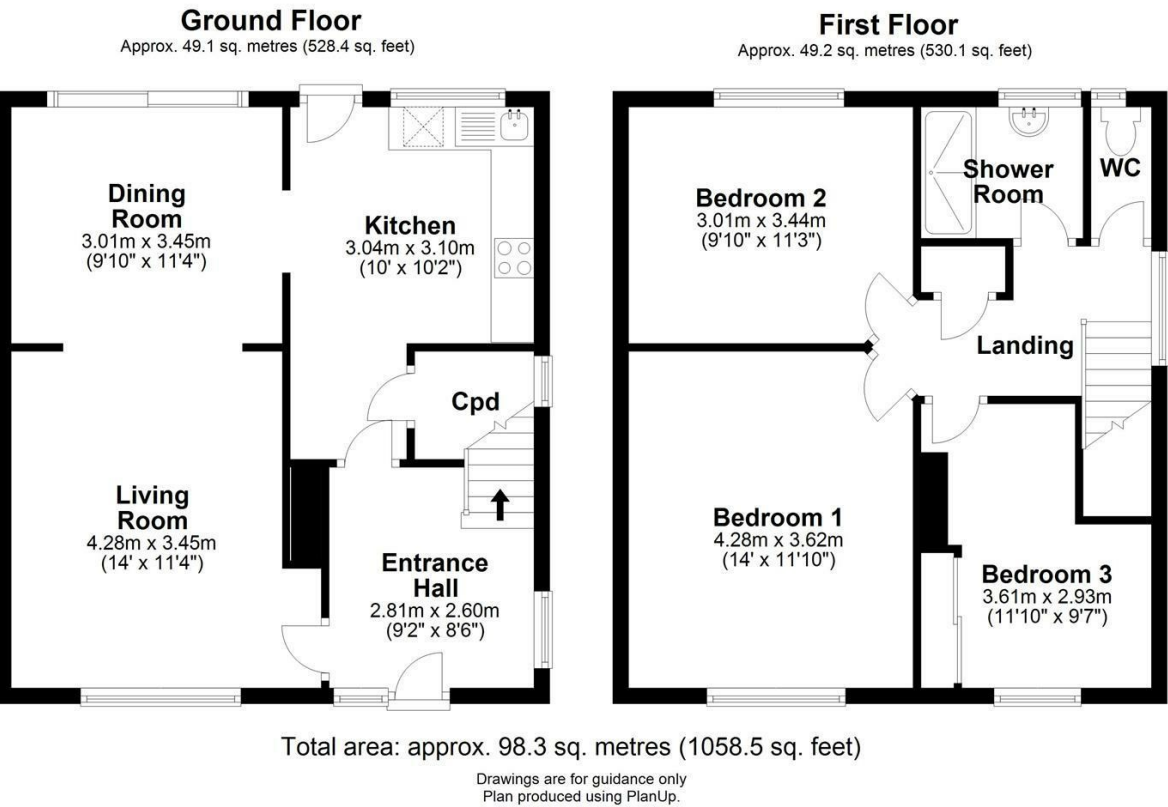 Ground Floor
Approx. 49.1 sq. metres (528.4 sq. feet)
Dining
Room
3.01m x 3.45m
(9'10" x 11'4")
Kitchen
3.04m x 3.10m
(10' x 10'2")
Cpd
Living
Room
4.28m x 3.45m
(14' x 11'4")
Entrance
Hall
2.81m x 2.60m
(9'2" x 8'6")
First Floor
Approx. 49.2 sq. metres (530.1 sq. feet)
Bedroom 2
3.01m x 3.44m
(9'10" x 11'3")
Shower
Room
WC
Landing
Bedroom 1
4.28m x 3.62m
(14' x 11'10")
Bedroom 3
3.61m x 2.93m
(11'10" x 9'7")
Total area: approx. 98.3 sq. metres (1058.5 sq. feet)
Drawings are for guidance only
Plan produced using PlanUp.